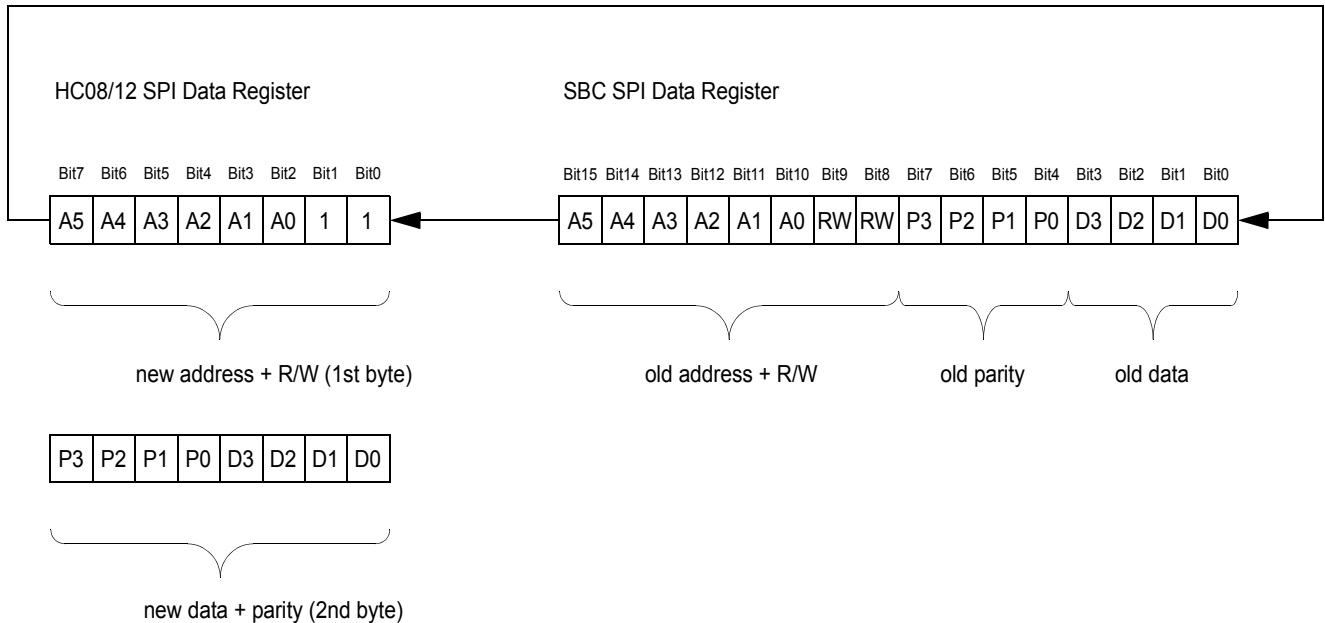 HC08/12 SPI Data Register SBC SPI Data Register
Bit7 Bit6 Bit5 Bit4 Bit3 Bit2 Bit1 Bit0 Bit15 Bit14 Bit13 Bit12 Bit11 Bit10 Bit9 Bit8 Bit7 Bit6 Bit5 Bit4 Bit3 Bit2 Bit1 Bit0
A5 A4 A3 A2 A1 A0 1 1 A5 A4 A3 A2 A1 A0 RW RW P3 P2 P1 P0 D3 D2 D1 D0
new address + R/W (1st byte) old address + R/W old parity old data
P3 P2 P1 P0 D3 D2 D1 D0
new data + parity (2nd byte)